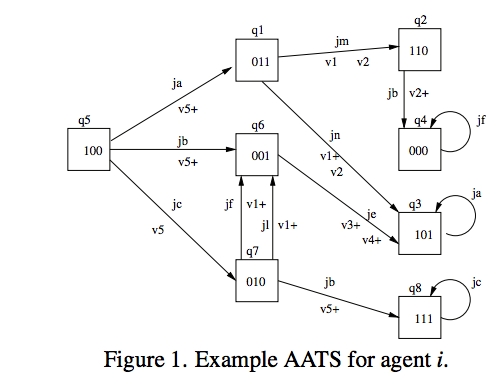 q1
q2
jm
011
110
v1 v2
ja
jb
v2+
q5
v5+
jf
q4
jb
q6
jn
100
001
000
v5+
v1+
v2
jc
jf
v1+
je
q3
ja
v5
jl
v1+
v3+
v4+
101
q7
jb
q8
jc
010
v5+
111
Figure 1. Example AATS for agent i.